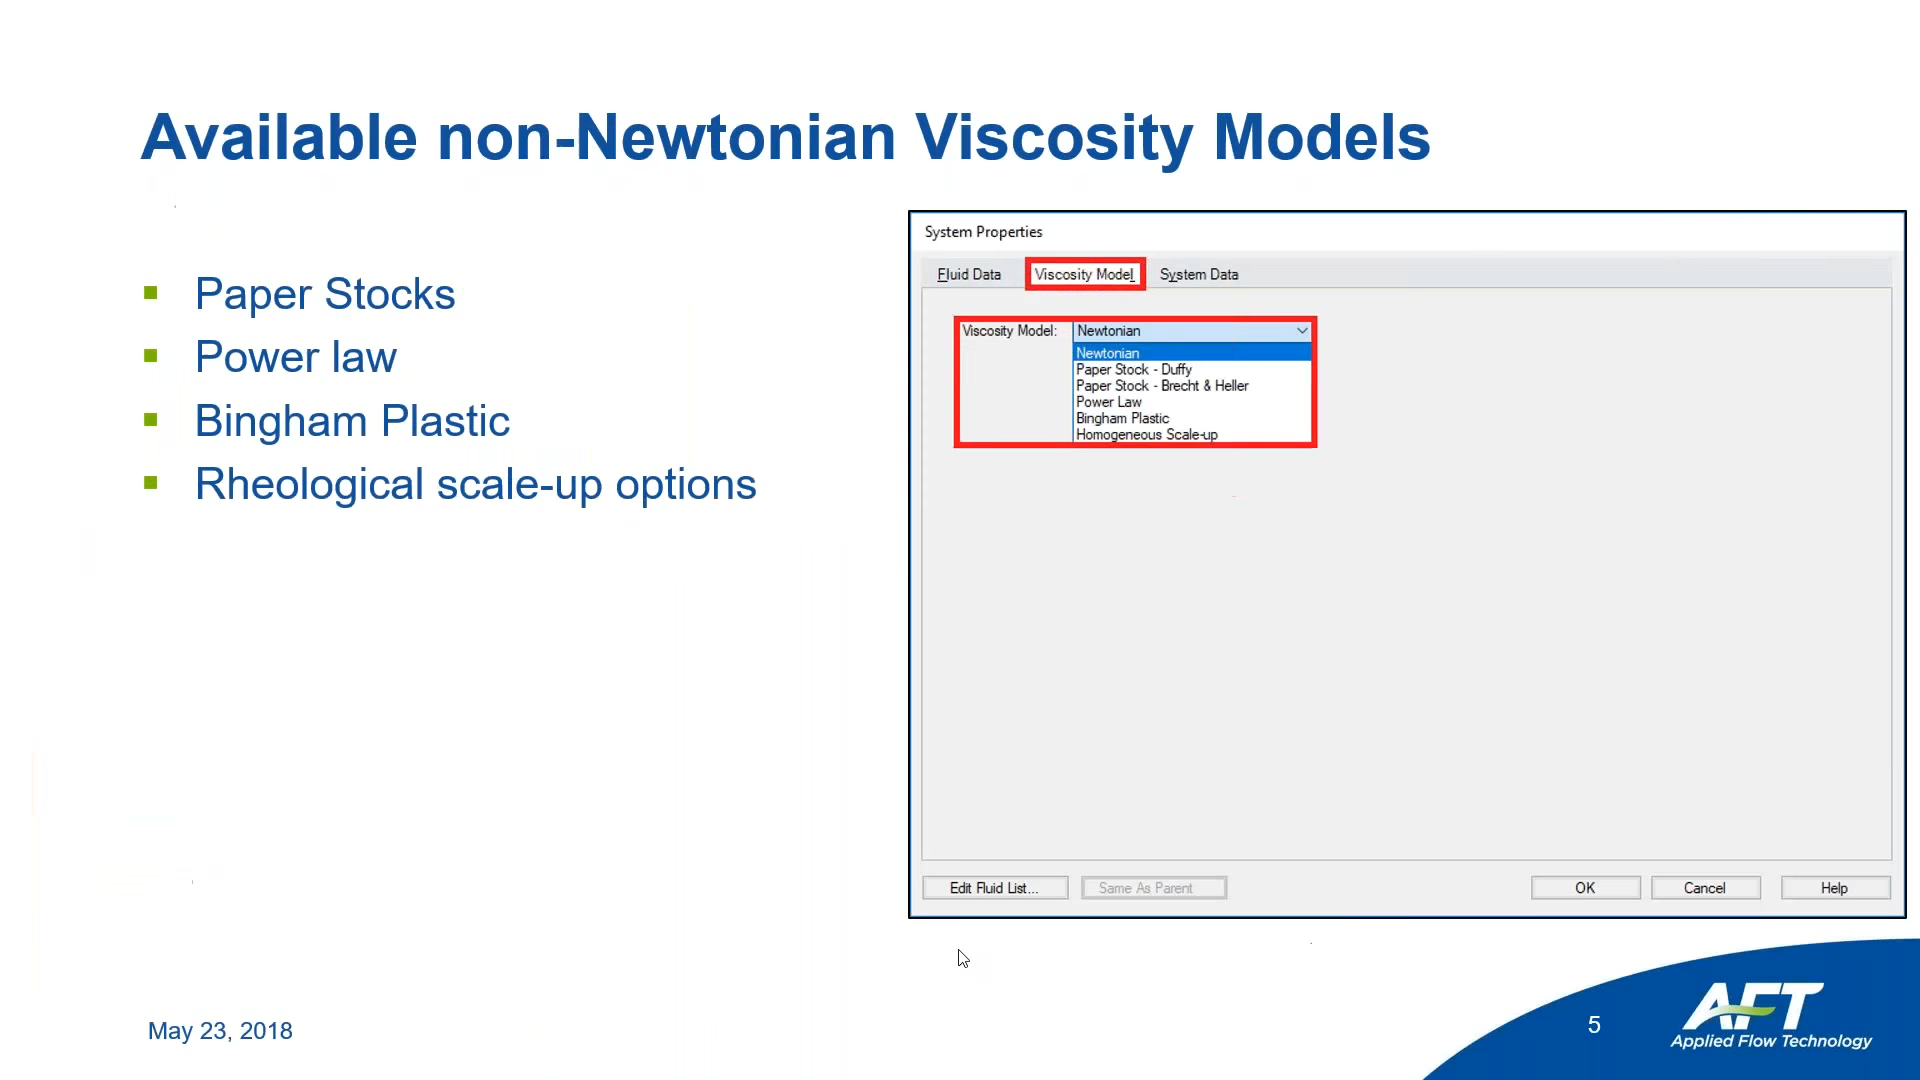 Available non-Newtonian Viscosity Models
Paper Stocks
Power law
Bingham Plastic
Rheological scale-up options
System Properties
Fluid Data Viscosity Model System Data
Viscosity Model: Newtonian
Newtonian
Paper Stock - Duffy
Paper Stock - Brecht & Heller
Power Law
Bingham Plastic
Homogeneous Scale-up
Edit Fluid List... Same As Parent OK Cancel Help
May 23, 2018
5
AFT
Applied Flow Technology